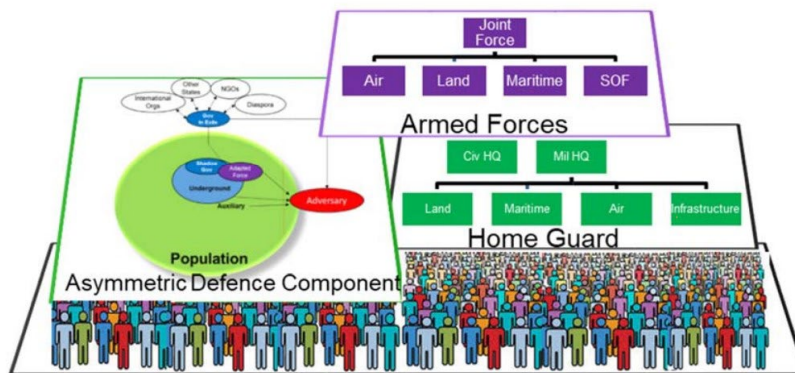 Joint
Force
Air
Land
Maritime
SOF
Armed Forces
Other
States
NGOs
International
Orgs
Diaspora
Gov
in Exile
Shadow
Gov
Adapted
Force
Underground
Auxiliary
Adversary
Population
Asymmetric Defence Component
Civ HQ
Mil HQ
Land
Maritime
Air
Infrastructure
Home Guard